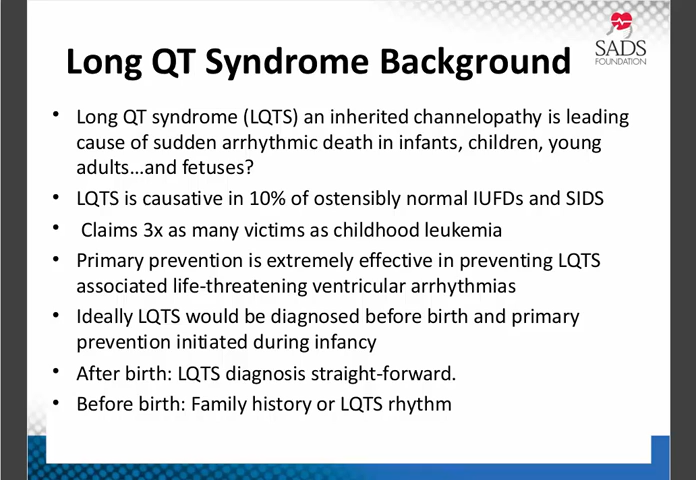 SADS
FOUNDATION
Long QT Syndrome Background
• Long QT syndrome (LQTS) an inherited channelopathy is leading
cause of sudden arrhythmic death in infants, children, young
adults...and fetuses?
• LQTS is causative in 10% of ostensibly normal IUFDs and SIDS
• Claims 3x as many victims as childhood leukemia
• Primary prevention is extremely effective in preventing LQTS
associated life-threatening ventricular arrhythmias
• Ideally LQTS would be diagnosed before birth and primary
prevention initiated during infancy
• After birth: LQTS diagnosis straight-forward.
• Before birth: Family history or LQTS rhythm